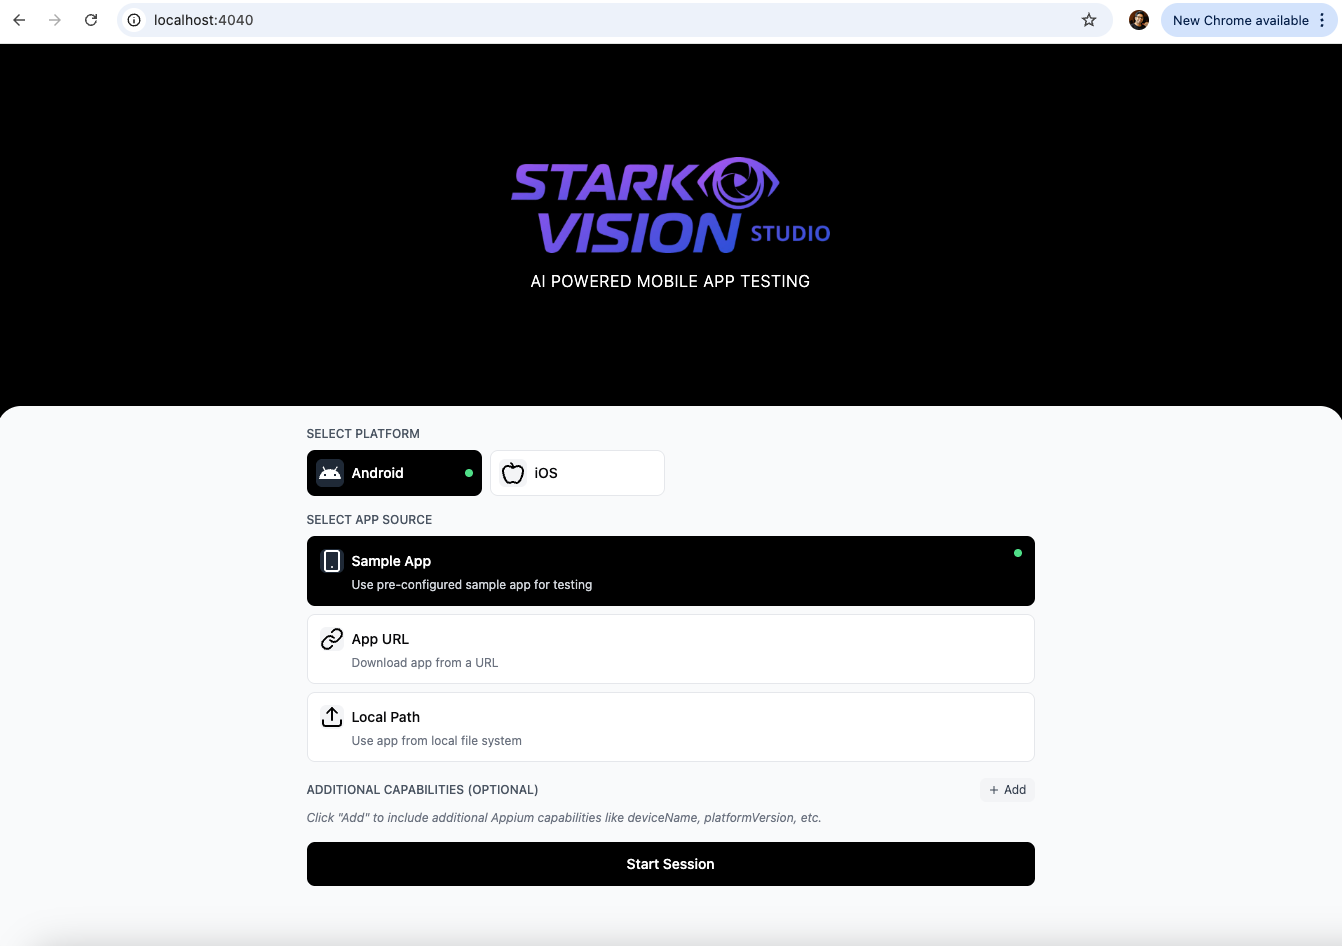 localhost:4040
New Chrome available
STARK
VISION STUDIO
AI POWERED MOBILE APP TESTING
SELECT PLATFORM
Android
iOS
SELECT APP SOURCE
Sample App
Use pre-configured sample app for testing
App URL
Download app from a URL
Local Path
Use app from local file system
ADDITIONAL CAPABILITIES (OPTIONAL)
+ Add
Click "Add" to include additional Appium capabilities like deviceName, platformVersion, etc.
Start Session